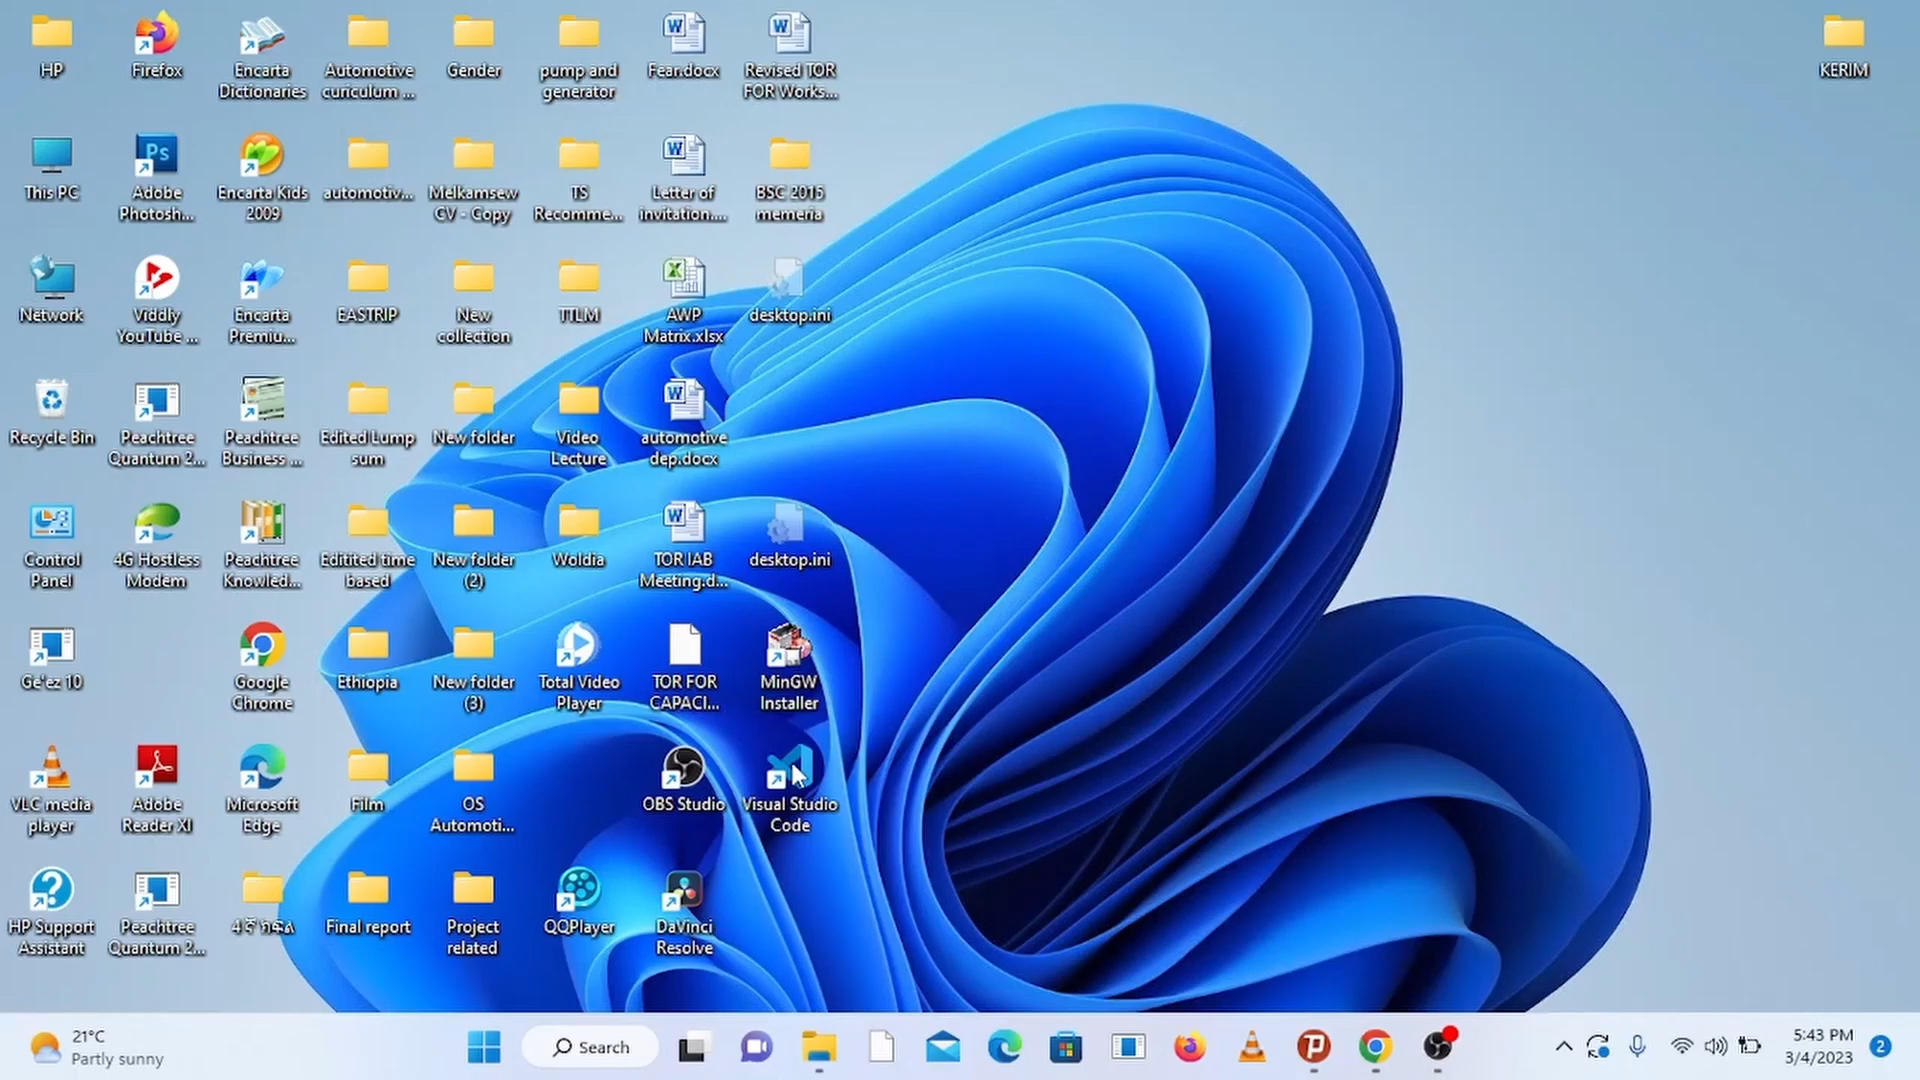 HP
Firefox
Encarta
Dictionaries
Automotive
curiculum ...
Gender
pump and
generator
Fear.docx
Revised TOR
FOR Works...
KERIM
This PC
Ps
Adobe
Photosh...
Encarta Kids
2009
automotiv...
Melkamsew
CV - Copy
TS
Recomme...
Letter of
invitation....
BSC 2015
memeria
Network
Viddly
YouTube ...
Encarta
Premiu...
EASTRIP
New
collection
TTLM
AWP
Matrix.xlsx
desktop.ini
Recycle Bin
Peachtree
Quantum 2...
Peachtree
Business ...
Edited Lump
sum
New folder
Video
Lecture
automotive
dep.docx
Control
Panel
4G Hostless
Modem
Peachtree
Knowled...
Editited time
based
New folder
(2)
Woldia
TOR IAB
Meeting.d...
desktop.ini
Ge'ez 10
Google
Chrome
Ethiopia
New folder
(3)
Total Video
Player
TOR FOR
CAPACI...
MinGW
Installer
VLC media
player
Adobe
Reader XI
Microsoft
Edge
Film
OS
Automoti...
OBS Studio
Visual Studio
Code
HP Support
Assistant
Peachtree
Quantum 2...
Final report
Project
related
QQPlayer
DaVinci
Resolve
21°C
Partly sunny
Search
5:43 PM
3/4/2023
2